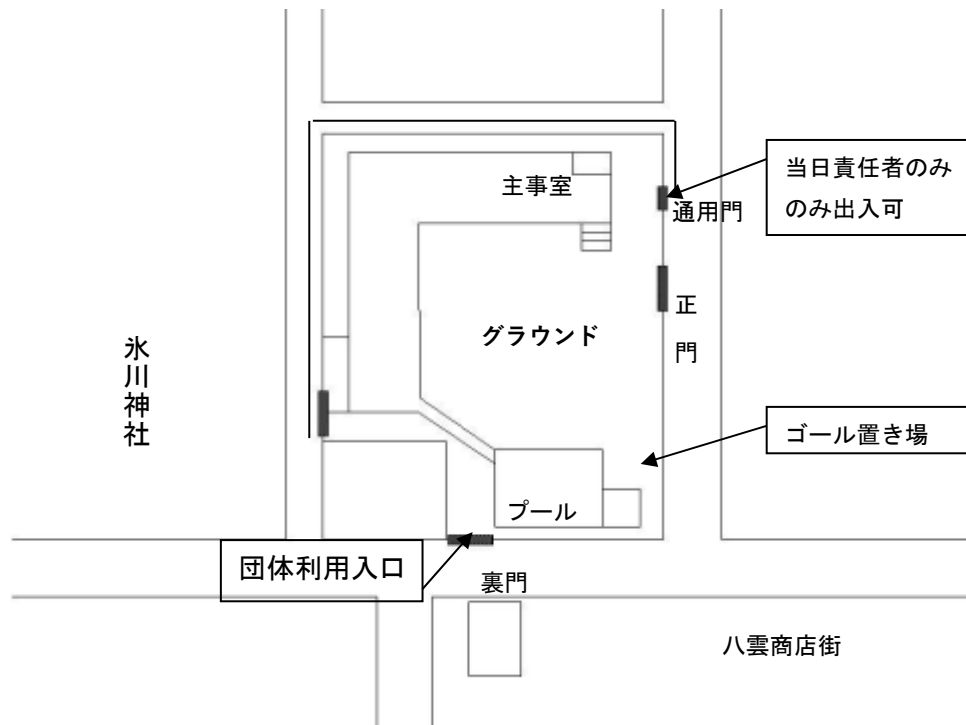 主事室
通用門
当日責任者のみ
のみ出入可
正
門
グラウンド
氷川神社
ゴール置き場
プール
団体利用入口
裏門
八雲商店街